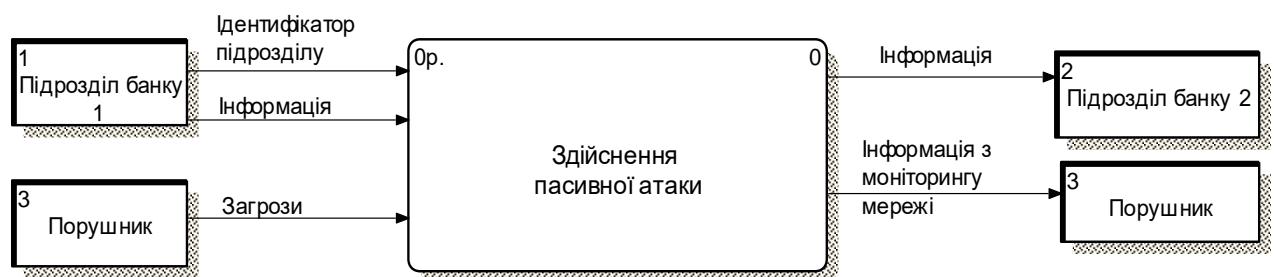 1
Підрозділ банку
1
Ідентифікатор
підрозділу
Інформація
3
Порушник
Загрози
0р.
0
Здійснення
пасивної атаки
Інформація
2
Підрозділ банку 2
Інформація з
моніторингу
мережі
3
Порушник